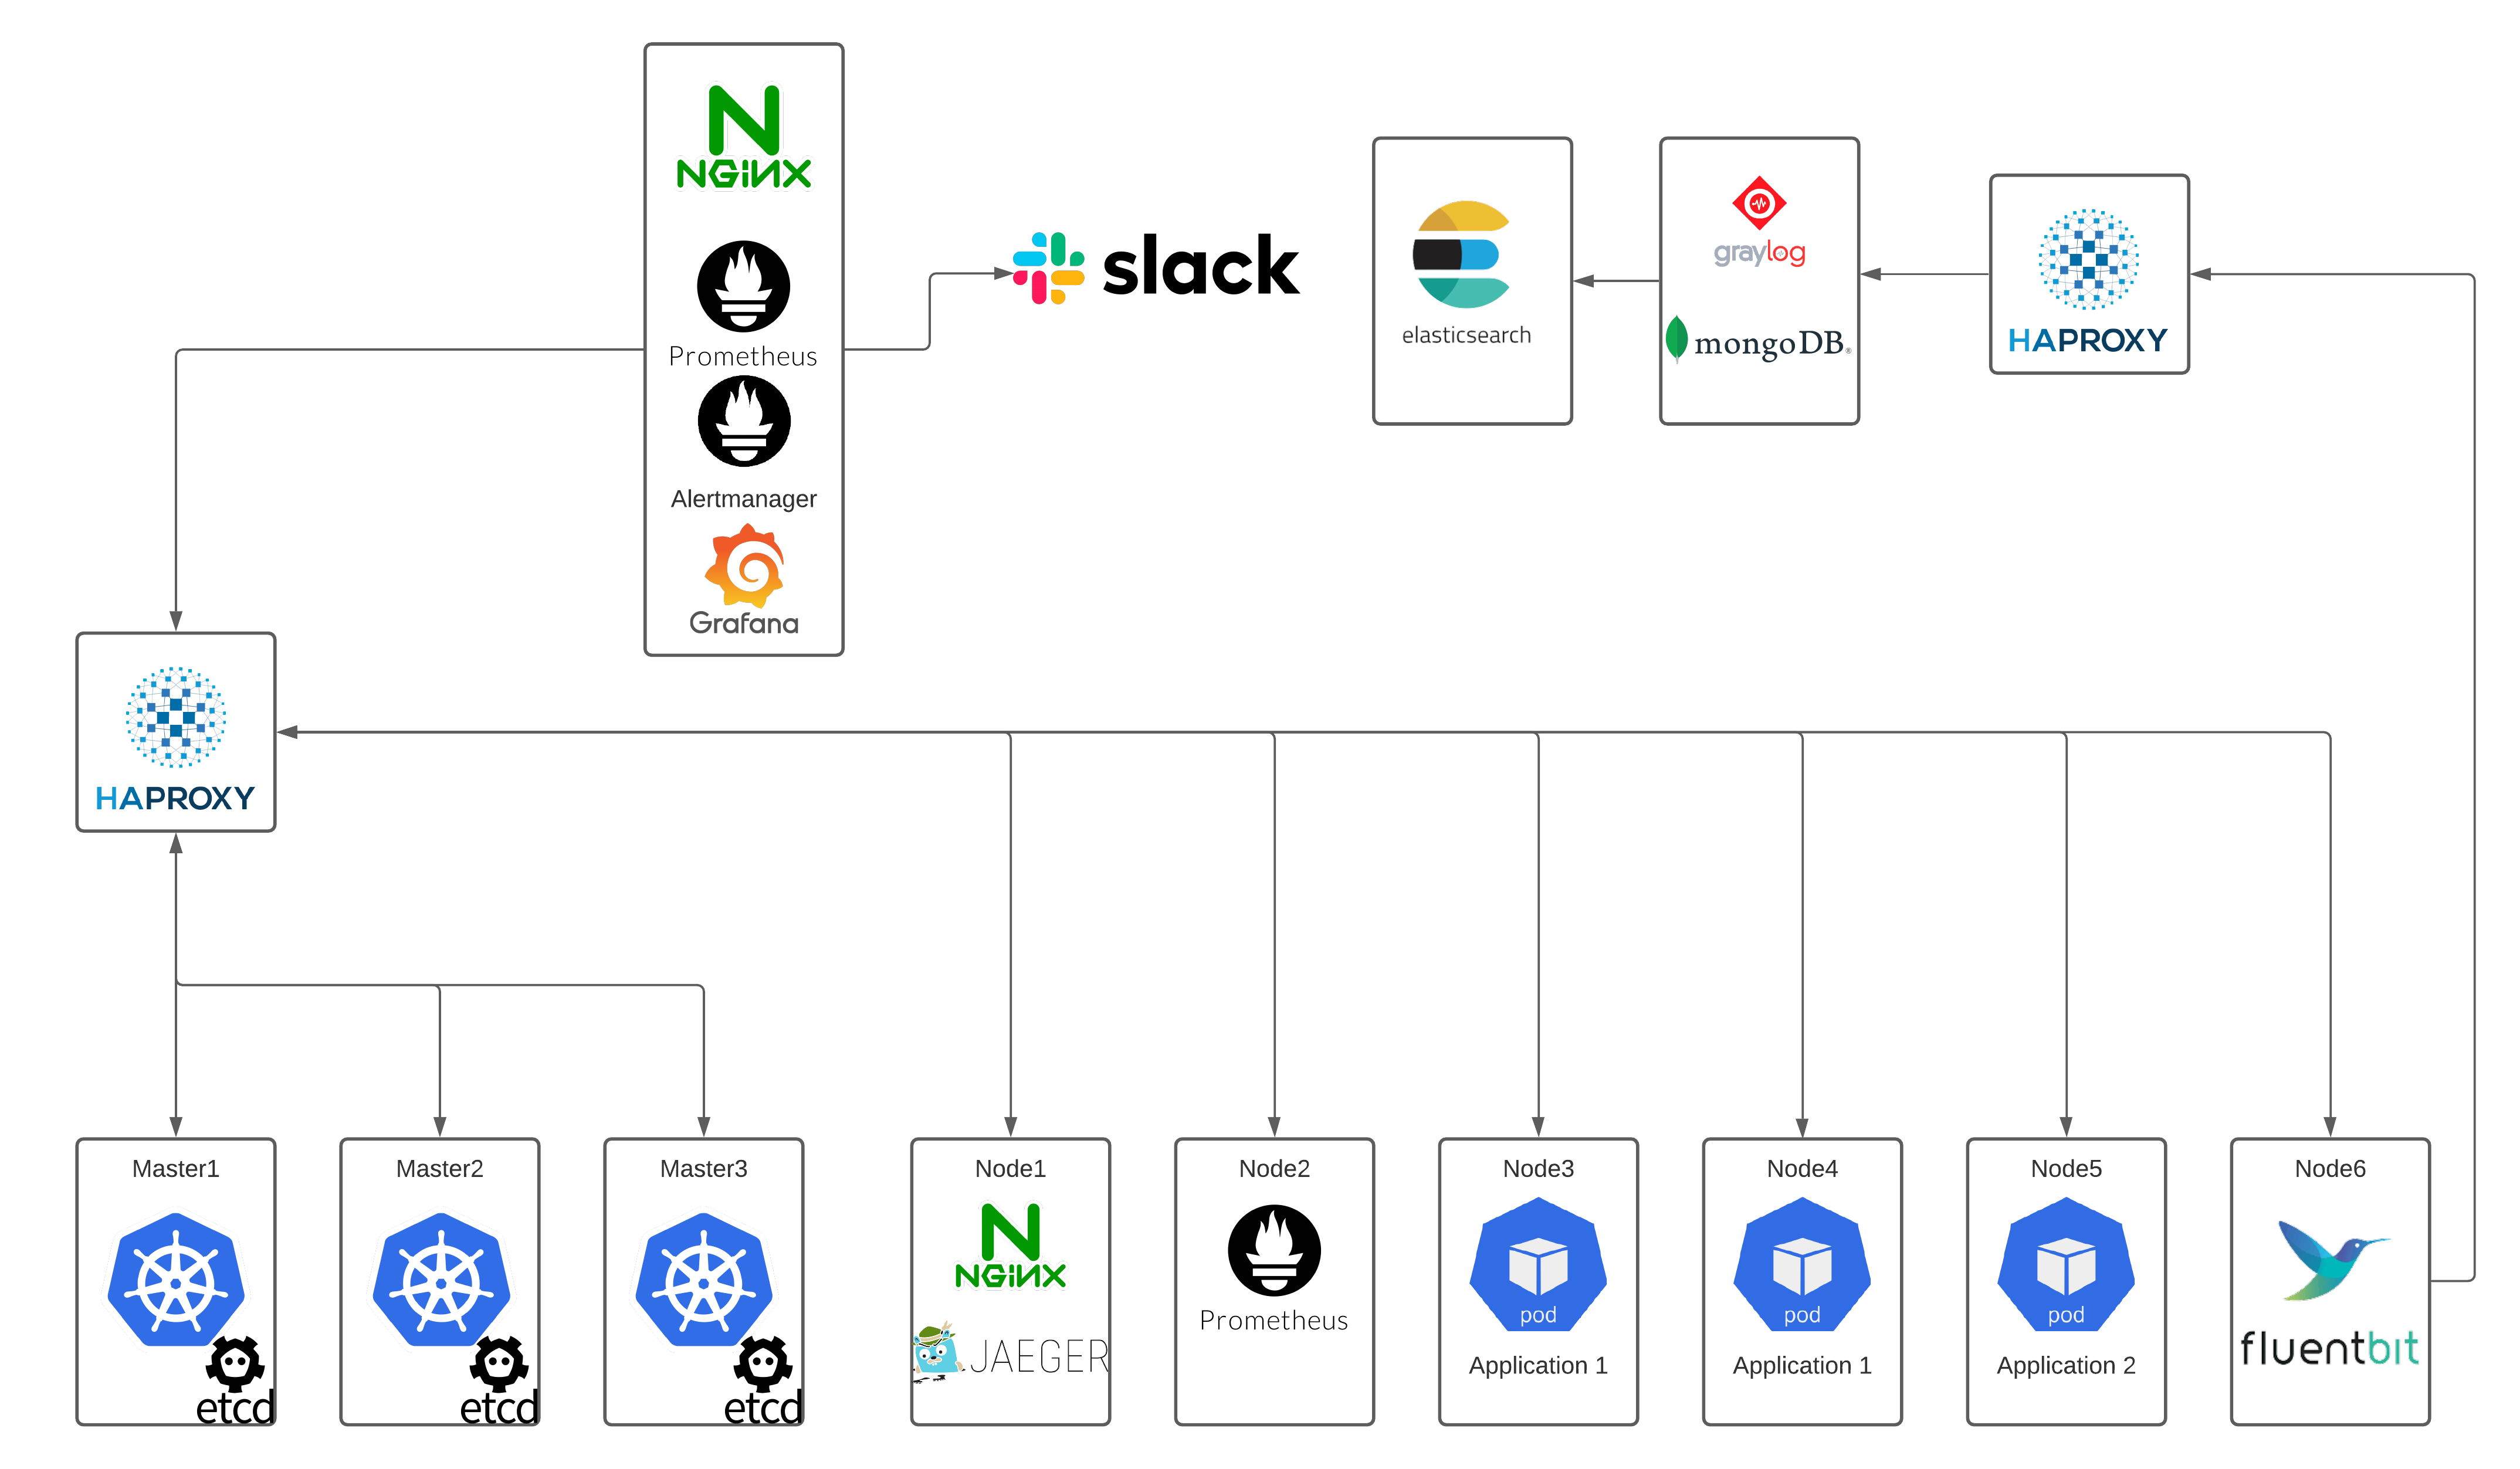 NGiNX
Prometheus
Alertmanager
Grafana
slack
elasticsearch
graylog
mongoDB®
HAPROXY
HAPROXY
Master1
etcd
Master2
etcd
Master3
etcd
Node1
NGiNX
JAEGER
Node2
Prometheus
Node3
pod
Application 1
Node4
pod
Application 1
Node5
pod
Application 2
Node6
fluentbit